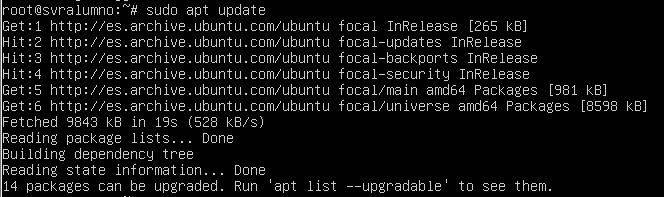 root@svralumno:~# sudo apt update
Get:1 http://es.archive.ubuntu.com/ubuntu focal InRelease [265 kB]
Hit:2 http://es.archive.ubuntu.com/ubuntu focal-updates InRelease
Hit:3 http://es.archive.ubuntu.com/ubuntu focal-backports InRelease
Hit:4 http://es.archive.ubuntu.com/ubuntu focal-security InRelease
Get:5 http://es.archive.ubuntu.com/ubuntu focal/main amd64 Packages [981 kB]
Get:6 http://es.archive.ubuntu.com/ubuntu focal/universe amd64 Packages [8598 kB]
Fetched 9843 kB in 19s (528 kB/s)
Reading package lists... Done
Building dependency tree
Reading state information... Done
14 packages can be upgraded. Run 'apt list --upgradable' to see them.